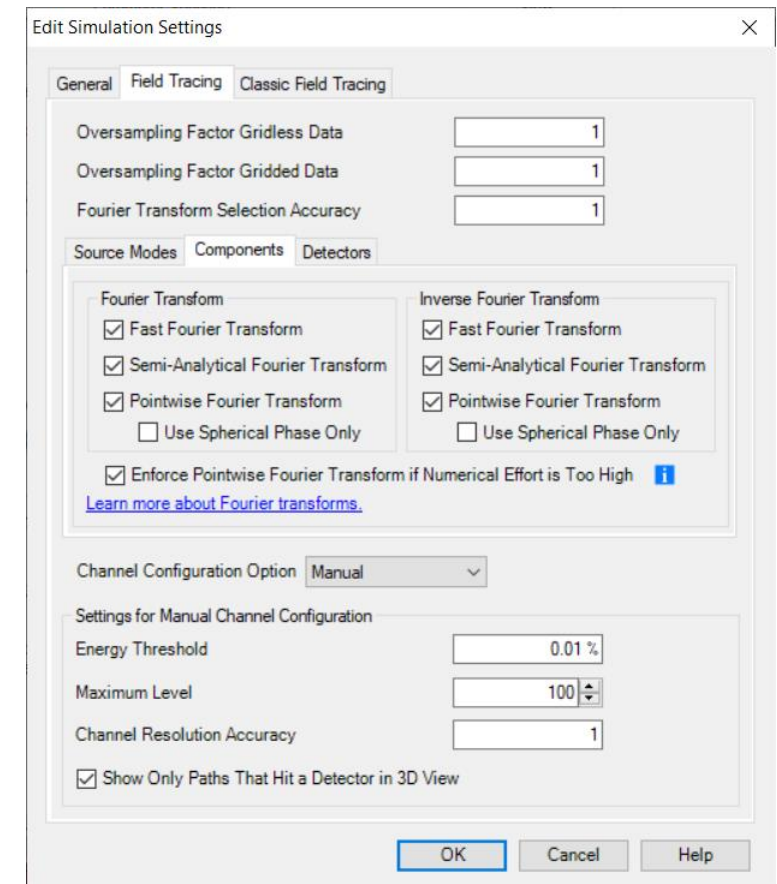 Edit Simulation Settings
General Field Tracing Classic Field Tracing
Oversampling Factor Gridless Data 1
Oversampling Factor Gridded Data 1
Fourier Transform Selection Accuracy 1
Source Modes Components Detectors
Fourier Transform Inverse Fourier Transform
Fast Fourier Transform Fast Fourier Transform
Semi-Analytical Fourier Transform Semi-Analytical Fourier Transform
Pointwise Fourier Transform Pointwise Fourier Transform
Use Spherical Phase Only Use Spherical Phase Only
Enforce Pointwise Fourier Transform if Numerical Effort is Too High i
Learn more about Fourier transforms.
Channel Configuration Option Manual
Settings for Manual Channel Configuration
Energy Threshold 0.01 %
Maximum Level 100
Channel Resolution Accuracy 1
Show Only Paths That Hit a Detector in 3D View
OK Cancel Help